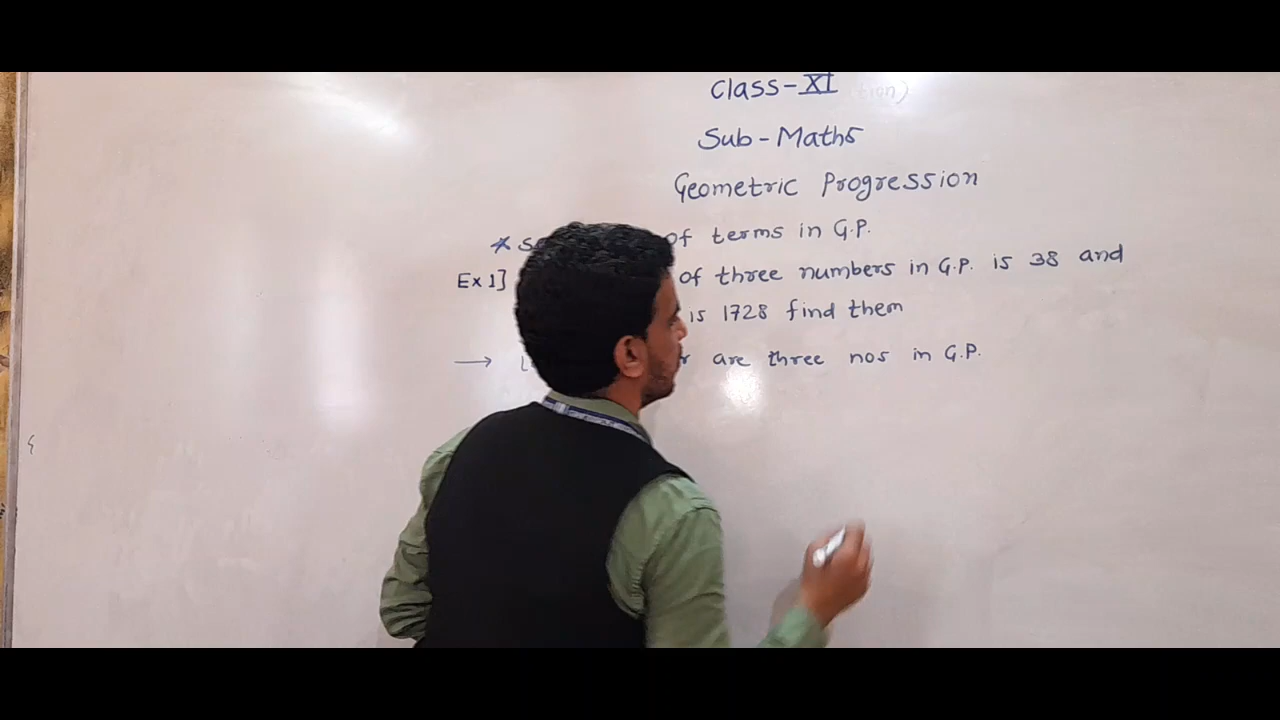 Class-XI
Sub-Maths
Geometric Progression
* of terms in G.P.
Ex 1] of three numbers in G.P. is 38 and
is 1728 find them
→ are three nos in G.P.